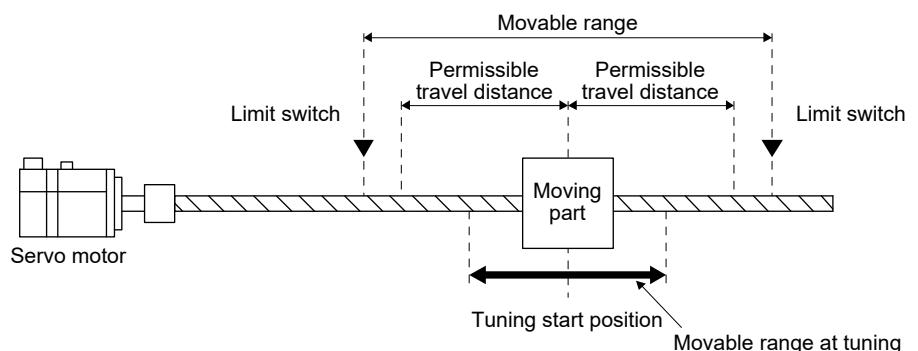 Movable range
Permissible
travel distance
Permissible
travel distance
Limit switch
Limit switch
Moving
part
Servo motor
Tuning start position
Movable range at tuning